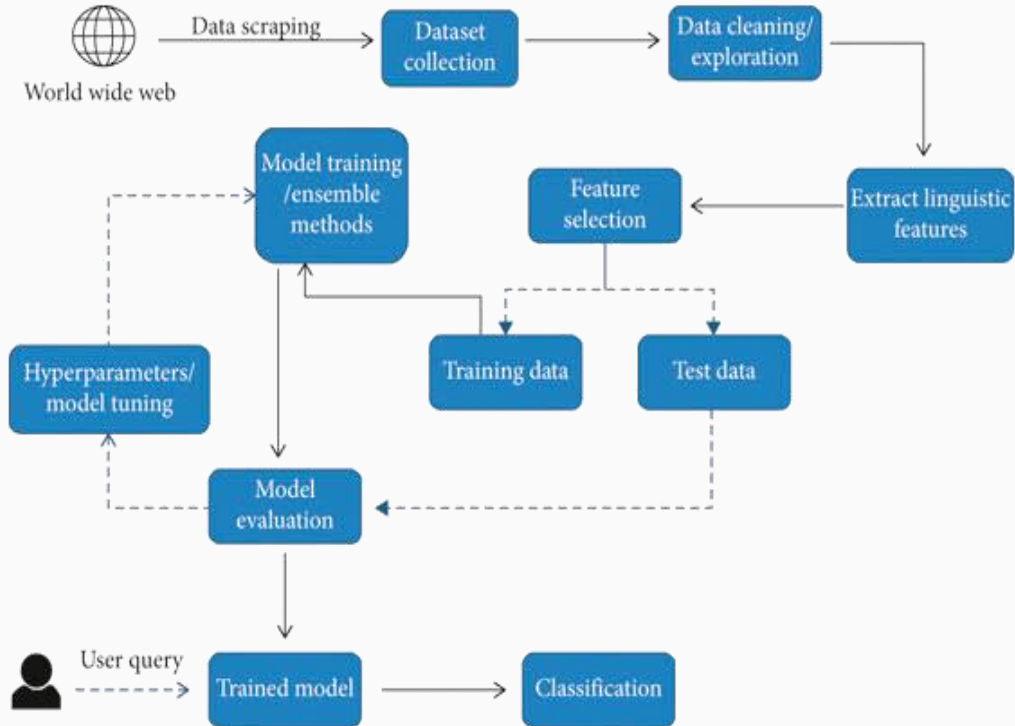 Data scraping
World wide web
Dataset
collection
Data cleaning/
exploration
Extract linguistic
features
Feature
selection
Model training
/ensemble
methods
Training data
Test data
Hyperparameters/
model tuning
Model
evaluation
User query
Trained model
Classification